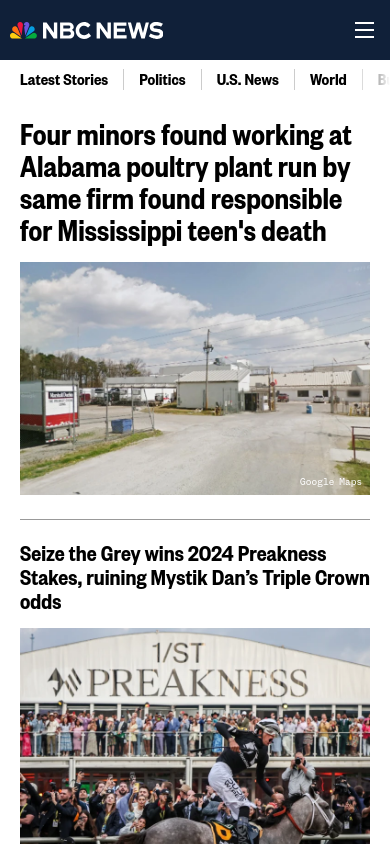 NBC NEWS
Latest Stories
Politics
U.S. News
World
Four minors found working at
Alabama poultry plant run by
same firm found responsible
for Mississippi teen's death
Google Maps
Seize the Grey wins 2024 Preakness
Stakes, ruining Mystik Dan’s Triple Crown
odds
1/ST
PREAKNESS
6